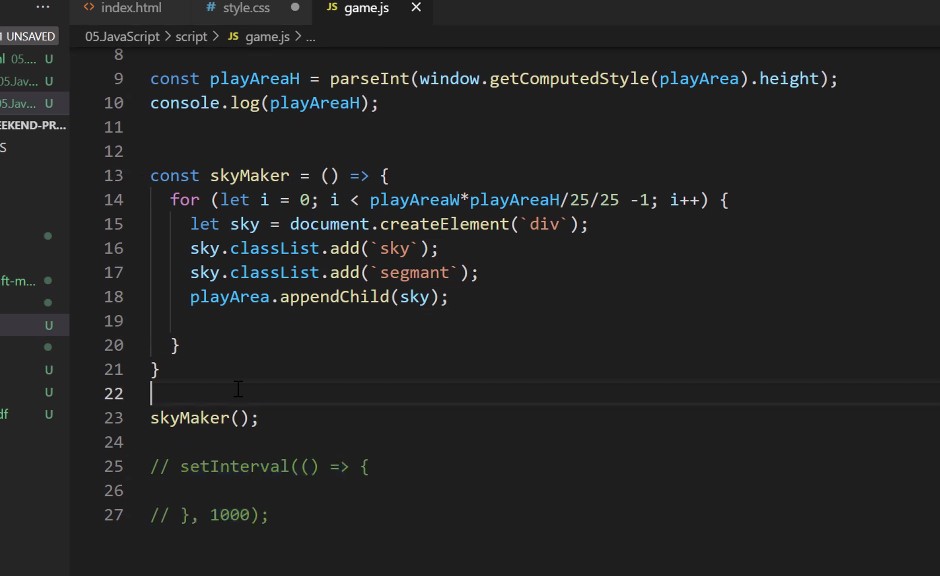 index.html # style.css JS game.js
1 UNSAVED
05.JavaScript > script > JS game.js > ...
l 05.... U
05.Jav... U
05.Jav... U
EEKEND-PR...
S
ft-m...
U
U
U
df U
8
9 const playAreaH = parseInt(window.getComputedStyle(playArea).height);
10 console.log(playAreaH);
11
12
13 const skyMaker = () => {
14 for (let i = 0; i < playAreaW*playAreaH/25/25 -1; i++) {
15 let sky = document.createElement(`div`);
16 sky.classList.add(`sky`);
17 sky.classList.add(`segmant`);
18 playArea.appendChild(sky);
19
20 }
21 }
22
23 skyMaker();
24
25 // setInterval(() => {
26
27 // }, 1000);